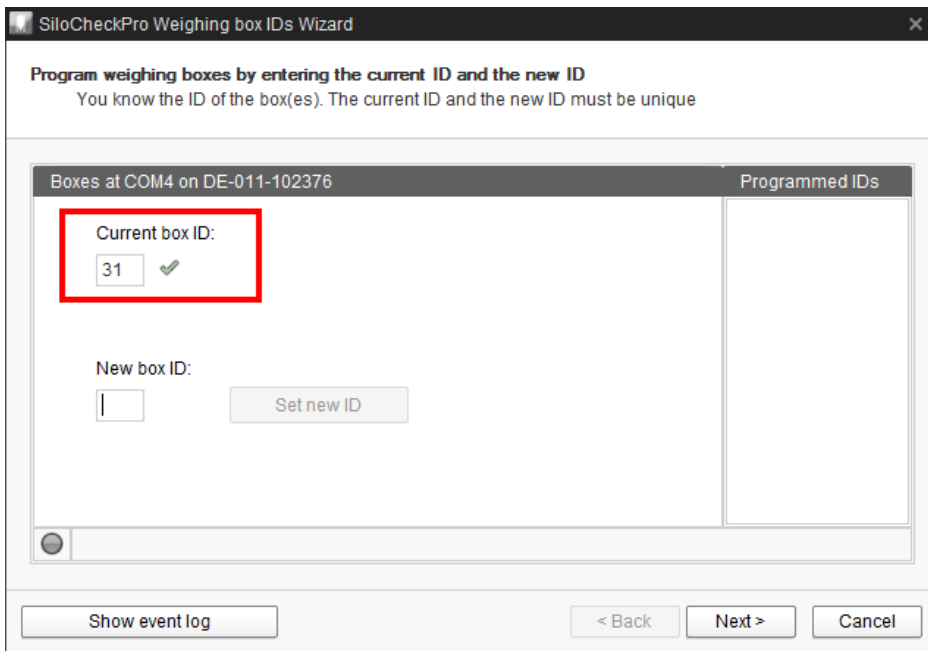 SiloCheckPro Weighing box IDs Wizard
Program weighing boxes by entering the current ID and the new ID
You know the ID of the box(es). The current ID and the new ID must be unique
Boxes at COM4 on DE-011-102376
Programmed IDs
Current box ID:
31
New box ID:
Set new ID
Show event log
< Back
Next >
Cancel